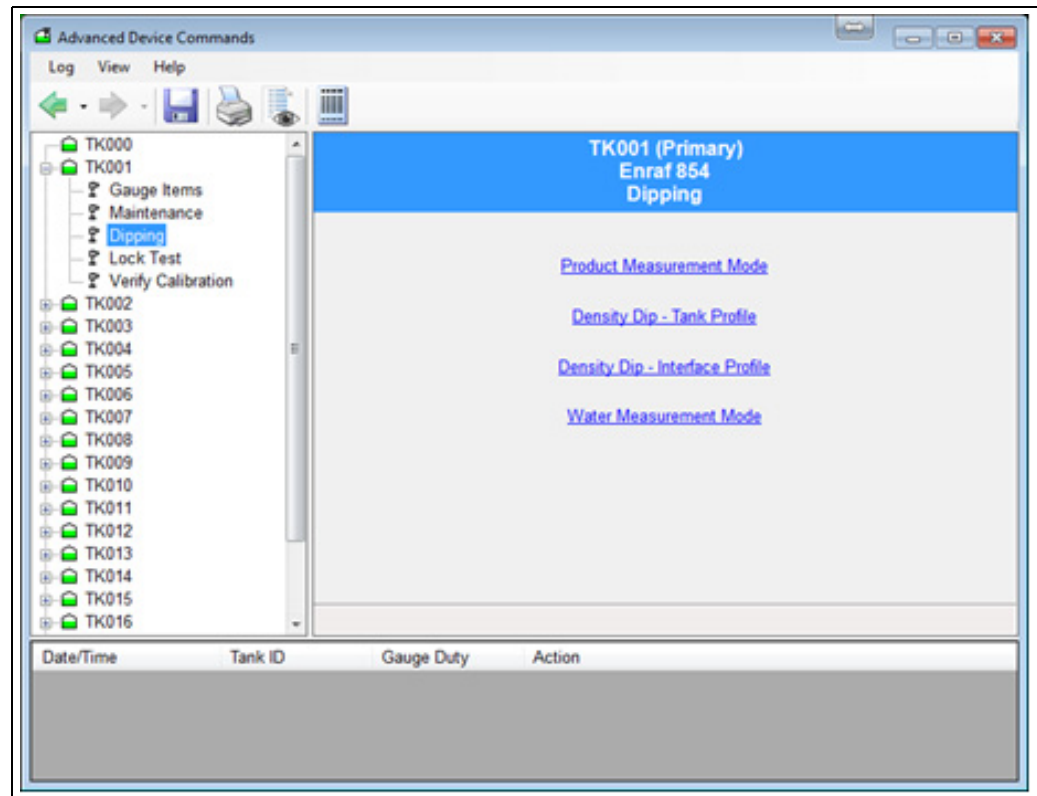 Advanced Device Commands
Log View Help
TK000
TK001
Gauge Items
Maintenance
Dipping
Lock Test
Verify Calibration
TK002
TK003
TK004
TK005
TK006
TK007
TK008
TK009
TK010
TK011
TK012
TK013
TK014
TK015
TK016
TK001 (Primary)
Enraf 854
Dipping
Product Measurement Mode
Density Dip - Tank Profile
Density Dip - Interface Profile
Water Measurement Mode
Date/Time Tank ID Gauge Duty Action